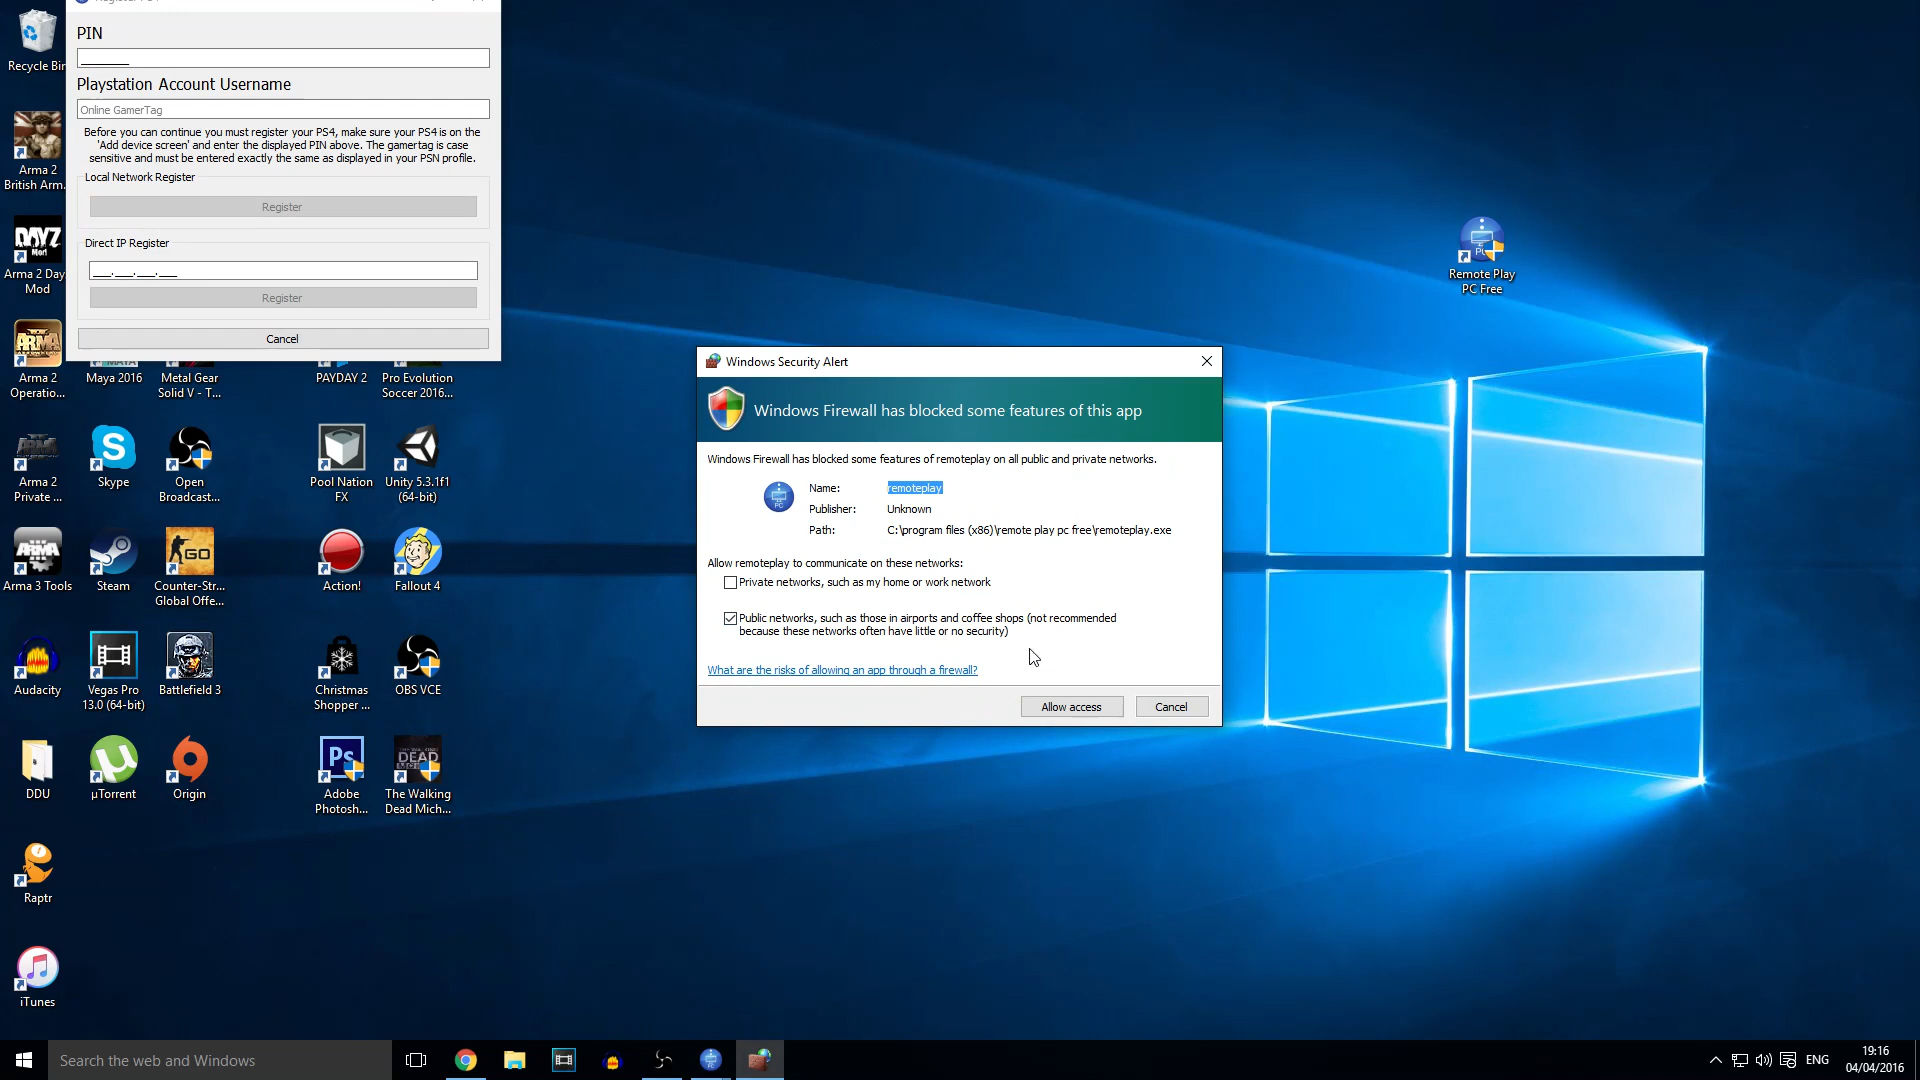 PIN
Playstation Account Username
Online GamerTag
Before you can continue you must register your PS4, make sure your PS4 is on the
'Add device screen' and enter the displayed PIN above. The gamertag is case
sensitive and must be entered exactly the same as displayed in your PSN profile.
Local Network Register
Register
Direct IP Register
___.___.___.___
Register
Cancel
Recycle Bin
Arma 2
British Arm...
Arma 2 Day
Mod
Arma 2
Operatio...
Maya 2016
Metal Gear
Solid V - T...
PAYDAY 2
Pro Evolution
Soccer 2016...
Arma 2
Private ...
Skype
Open
Broadcast...
Pool Nation
FX
Unity 5.3.1f1
(64-bit)
Arma 3 Tools
Steam
Counter-Str...
Global Offe...
Action!
Fallout 4
Audacity
Vegas Pro
13.0 (64-bit)
Battlefield 3
Christmas
Shopper ...
OBS VCE
DDU
µTorrent
Origin
Adobe
Photosh...
The Walking
Dead Mich...
Raptr
iTunes
Remote Play
PC Free
Windows Security Alert
Windows Firewall has blocked some features of this app
Windows Firewall has blocked some features of remoteplay on all public and private networks.
Name: remoteplay
Publisher: Unknown
Path: C:\program files (x86)\remote play pc free\remoteplay.exe
Allow remoteplay to communicate on these networks:
Private networks, such as my home or work network
Public networks, such as those in airports and coffee shops (not recommended
because these networks often have little or no security)
What are the risks of allowing an app through a firewall?
Allow access
Cancel
Search the web and Windows
ENG
19:16
04/04/2016